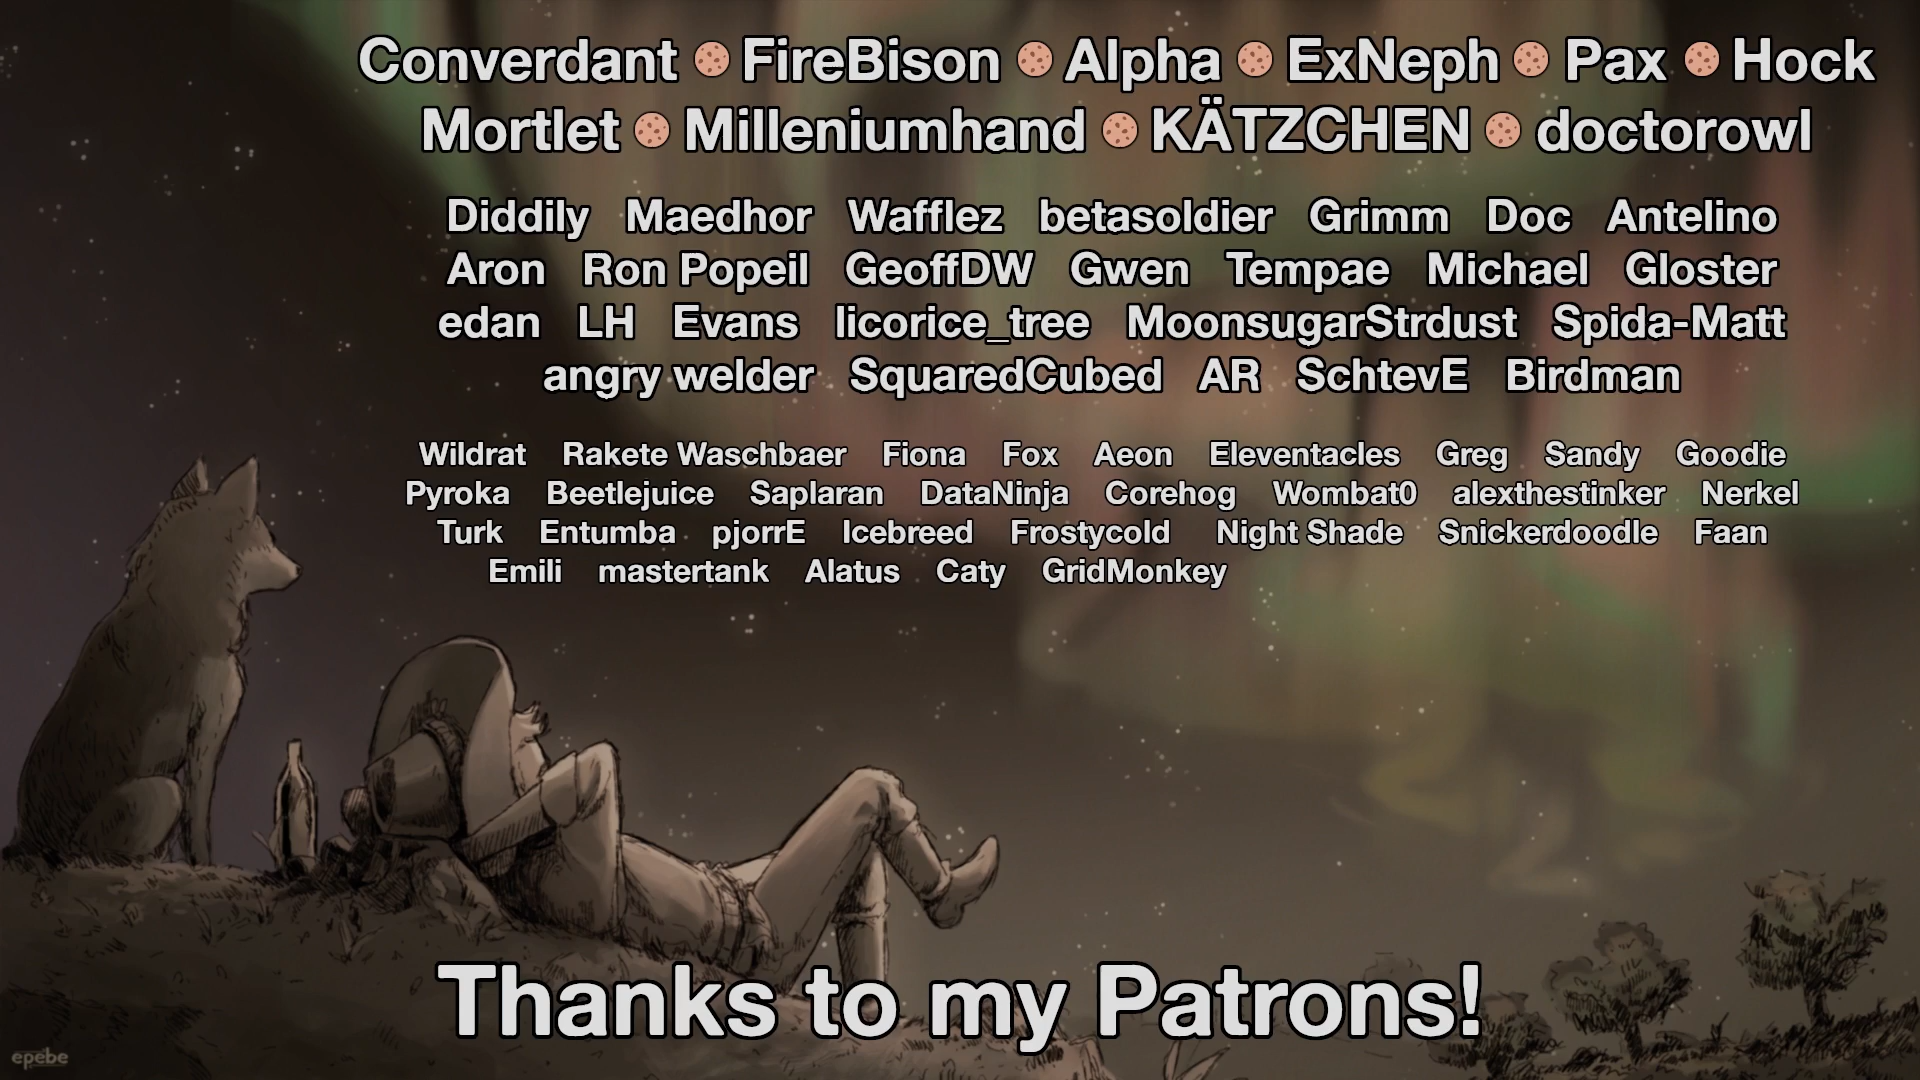 Converdant FireBison Alpha ExNeph Pax Hock
Mortlet Milleniumhand KÄTZCHEN doctorowl
Diddily Maedhor Wafflez betasoldier Grimm Doc Antelino
Aron Ron Popeil GeoffDW Gwen Tempae Michael Gloster
edan LH Evans licorice_tree MoonsugarStrdust Spida-Matt
angry welder SquaredCubed AR SchtevE Birdman
Wildrat Rakete Waschbaer Fiona Fox Aeon Eleventacles Greg Sandy Goodie
Pyroka Beetlejuice Saplaran DataNinja Corehog Wombat0 alexthestinker Nerkel
Turk Entumba pjorrE Icebreed Frostycold Night Shade Snickerdoodle Faan
Emili mastertank Alatus Caty GridMonkey
Thanks to my Patrons!
epebe